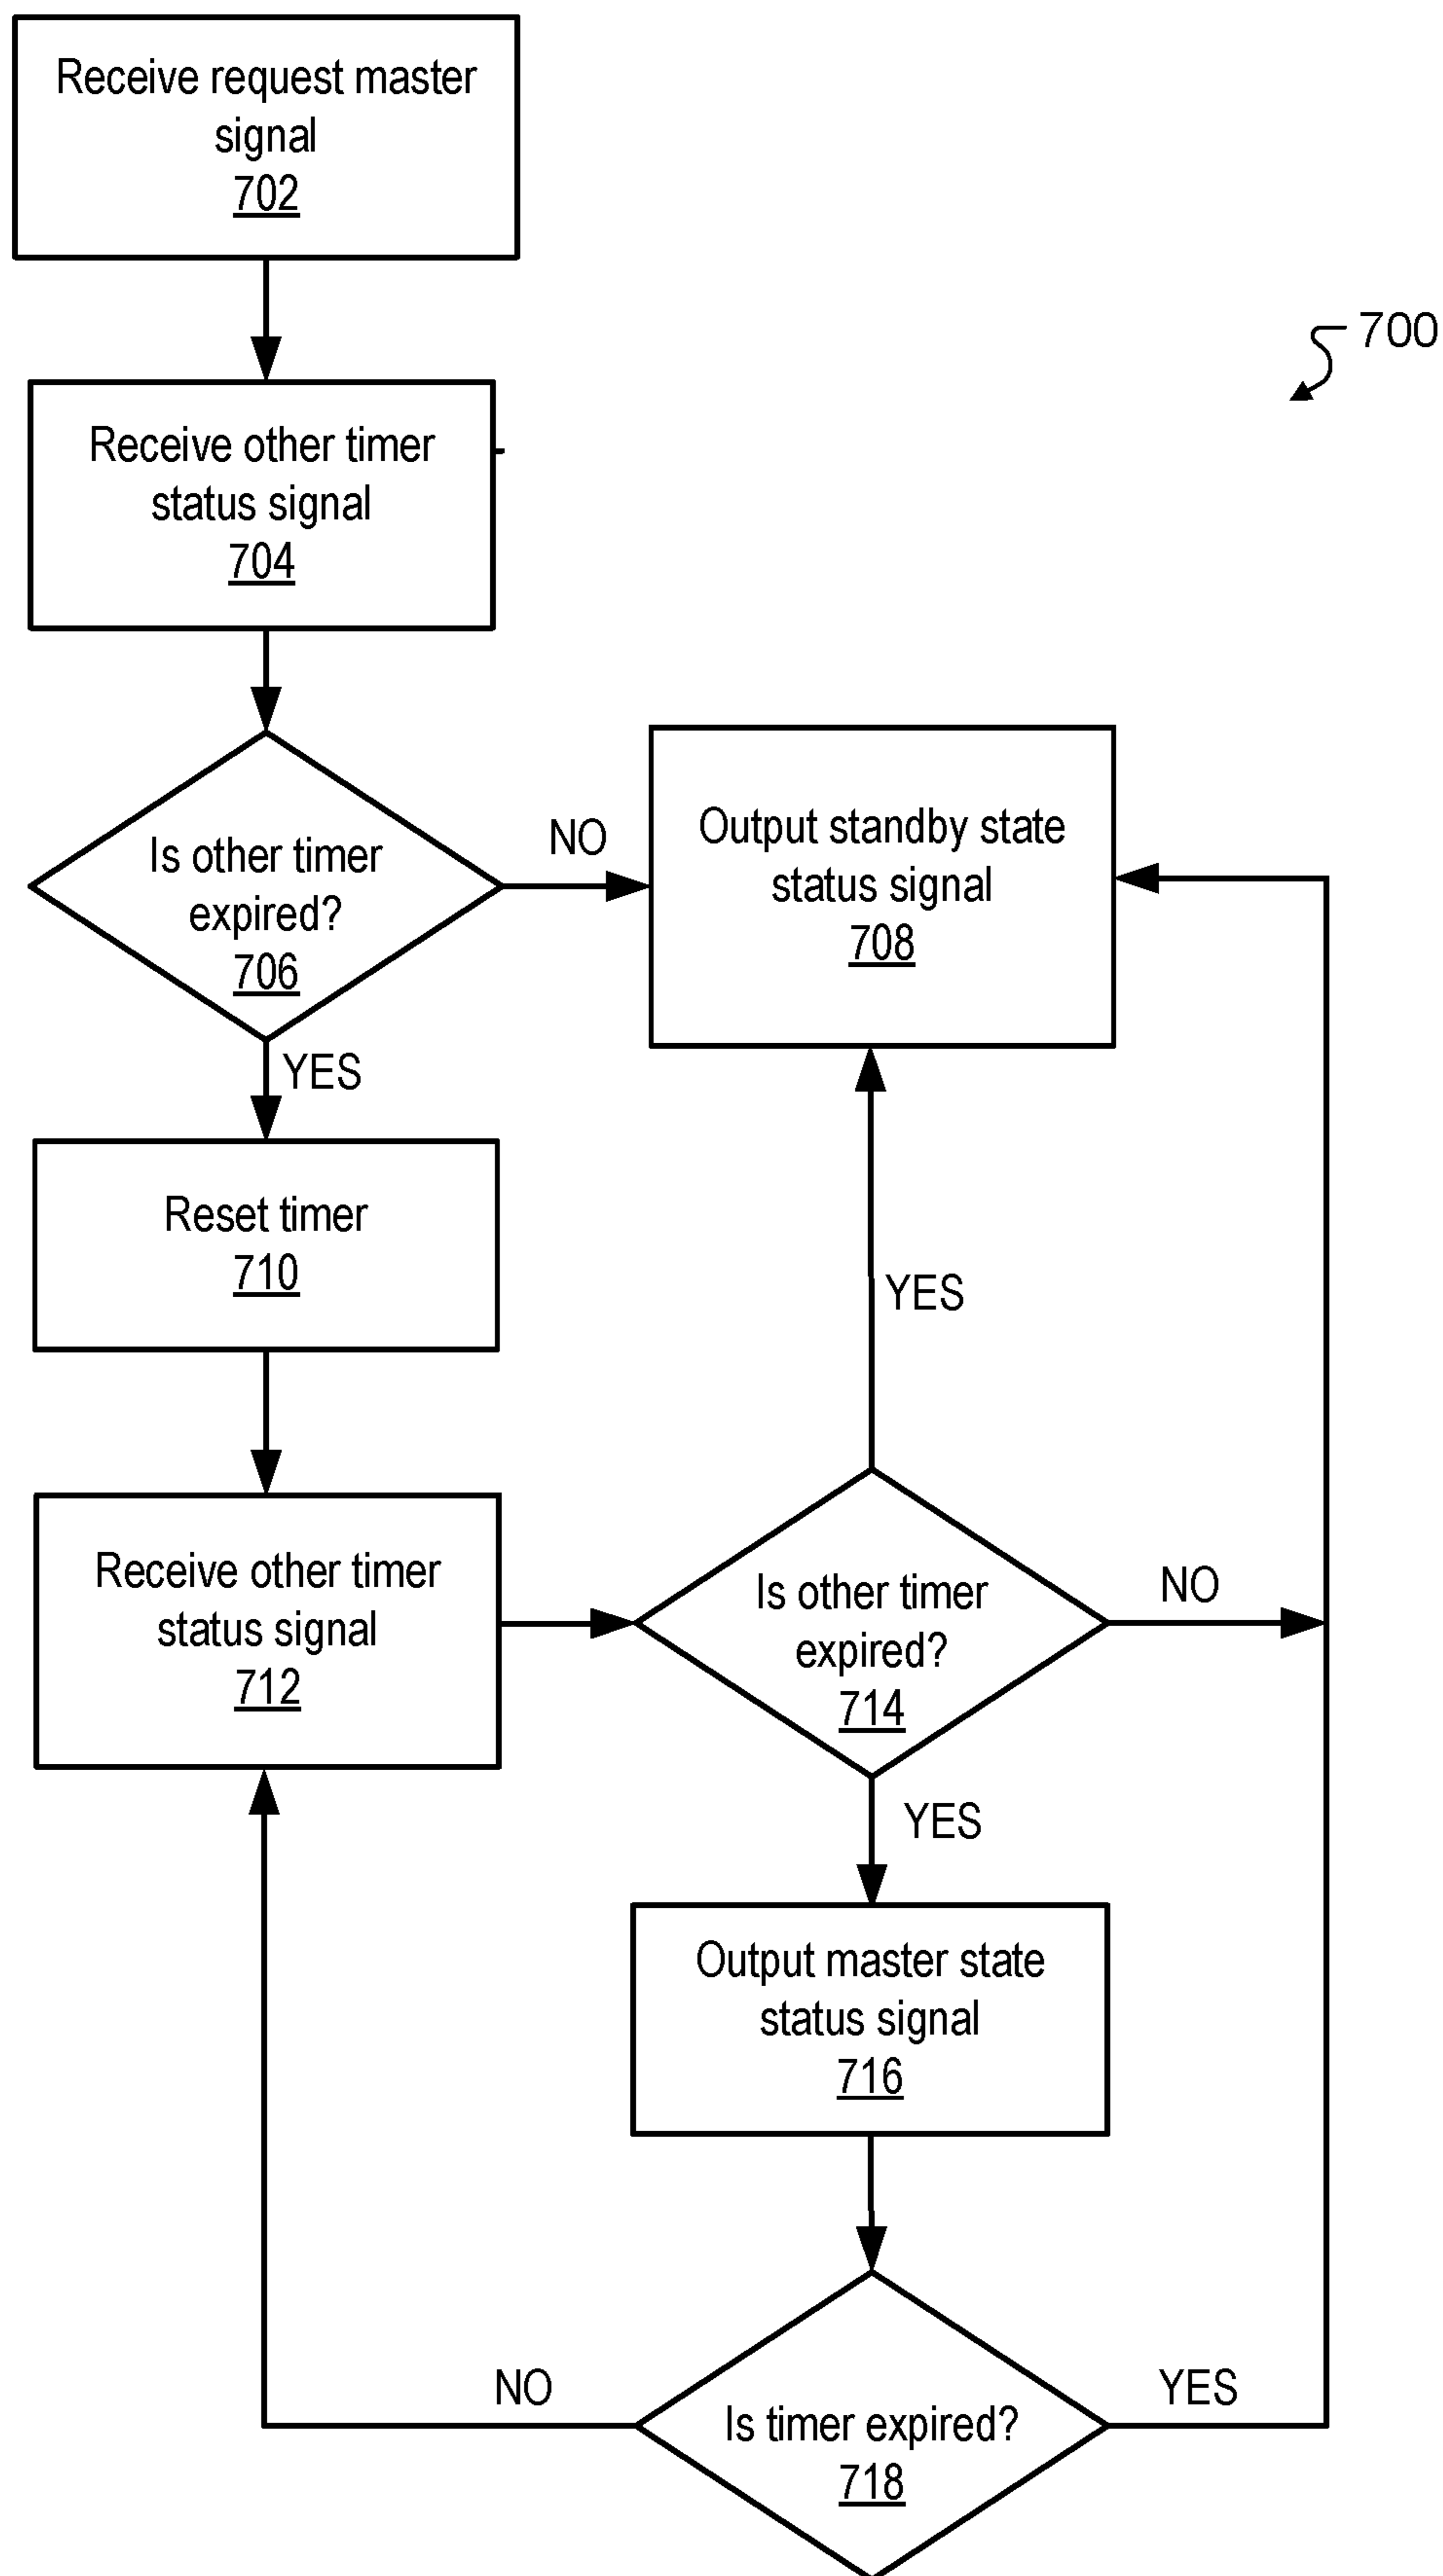 Receive request master
signal
702
700
Receive other timer
status signal
704
Is other timer
expired?
706
NO
Output standby state
status signal
708
YES
Reset timer
710
YES
Receive other timer
status signal
712
Is other timer
expired?
714
NO
YES
Output master state
status signal
716
NO
Is timer expired?
718
YES